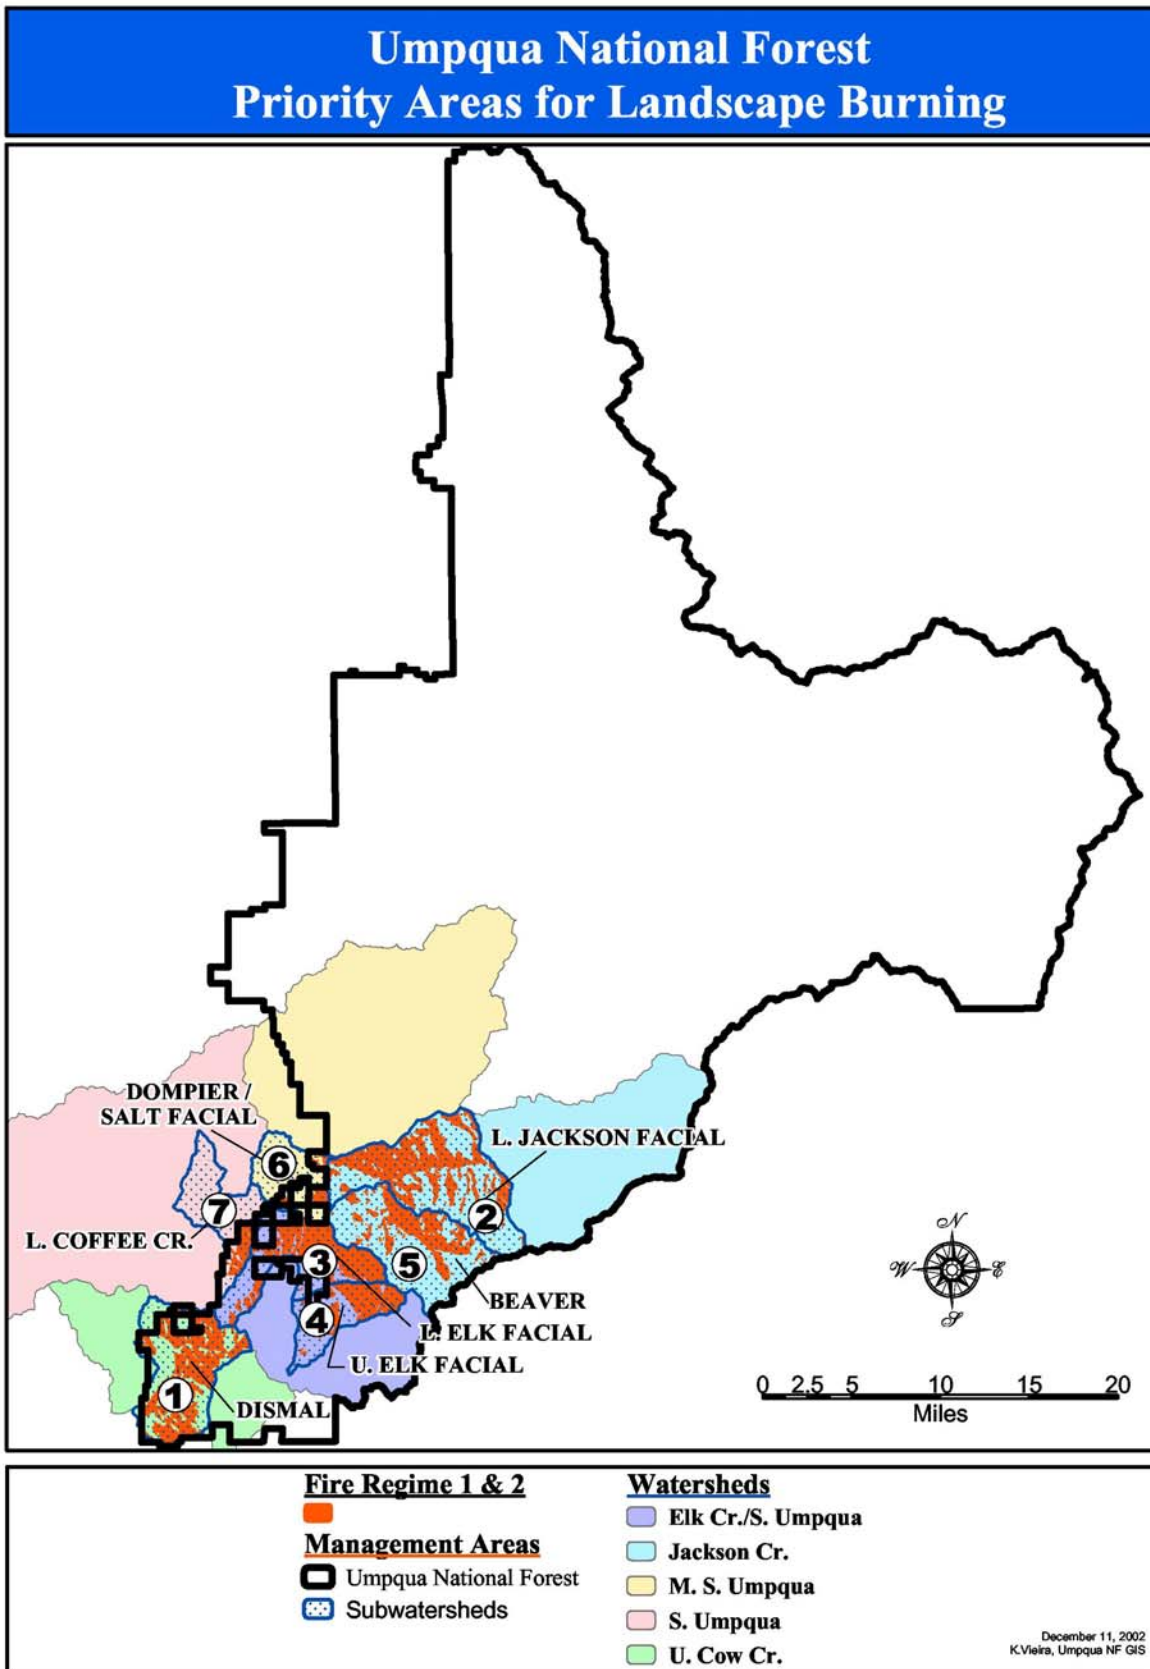 Umpqua National Forest
Priority Areas for Landscape Burning
DOMPIER /
SALT FACIAL
L. JACKSON FACIAL
6
7
2
L. COFFEE CR.
3
5
BEAVER
4
L. ELK FACIAL
U. ELK FACIAL
1
DISMAL
N
W E
S
0 2.5 5 10 15 20
Miles
Fire Regime 1 & 2
Management Areas
Umpqua National Forest
Subwatersheds
Watersheds
Elk Cr./S. Umpqua
Jackson Cr.
M. S. Umpqua
S. Umpqua
U. Cow Cr.
December 11, 2002
K.Vieira, Umpqua NF GIS